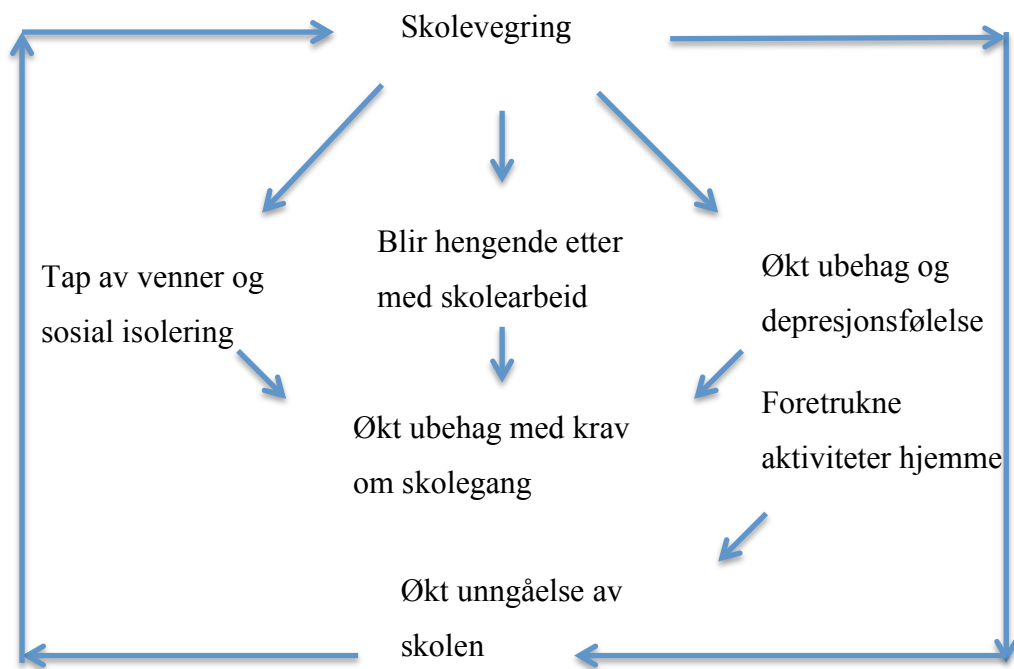 Skolevegring
Tap av venner og
sosial isolering
Blir hengende etter
med skolearbeid
Økt ubehag og
depresjonsfølelse
Foretrukne
aktiviteter hjemme
Økt ubehag med krav
om skolegang
Økt unngåelse av
skolen